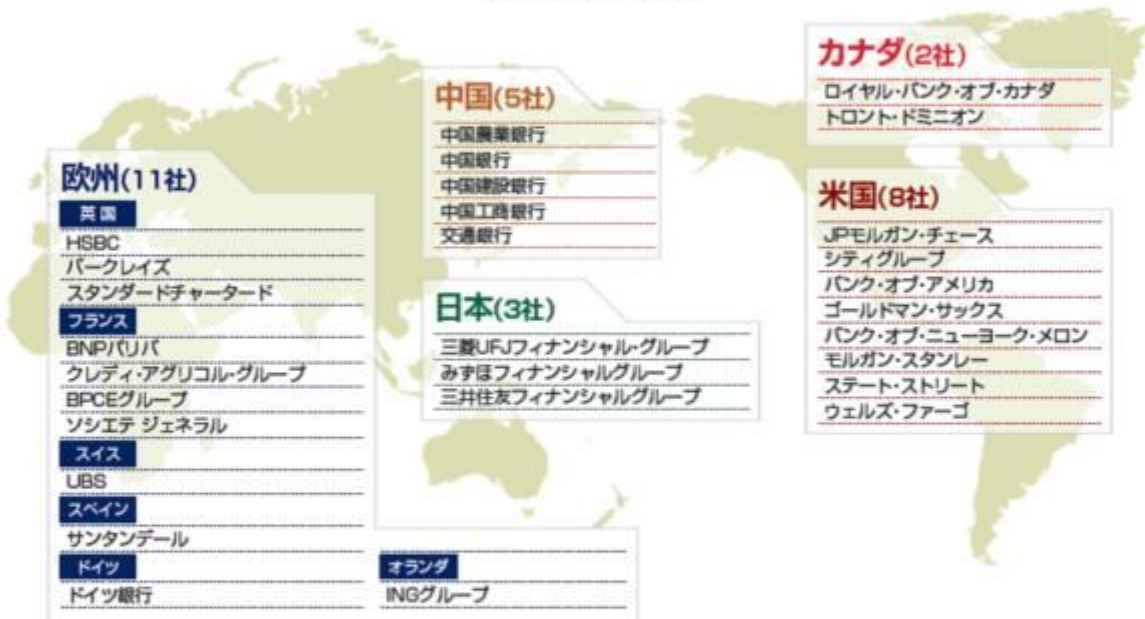 欧州(11社)
英国
HSBC
バークレイズ
スタンダードチャータード
フランス
BNPパリバ
クレディ・アグリコル・グループ
BPCEグループ
ソシエテ ジェネラル
スイス
UBS
スペイン
サンタンデール
ドイツ
ドイツ銀行
オランダ
INGグループ
中国(5社)
中国農業銀行
中国銀行
中国建設銀行
中国工商銀行
交通銀行
日本(3社)
三菱UFJフィナンシャル・グループ
みずほフィナンシャルグループ
三井住友フィナンシャルグループ
カナダ(2社)
ロイヤル・バンク・オブ・カナダ
トロント・ドミニオン
米国(8社)
JPモルガン・チェース
シティグループ
バンク・オブ・アメリカ
ゴールドマン・サックス
バンク・オブ・ニューヨーク・メロン
モルガン・スタンレー
ステート・ストリート
ウェルズ・ファーゴ